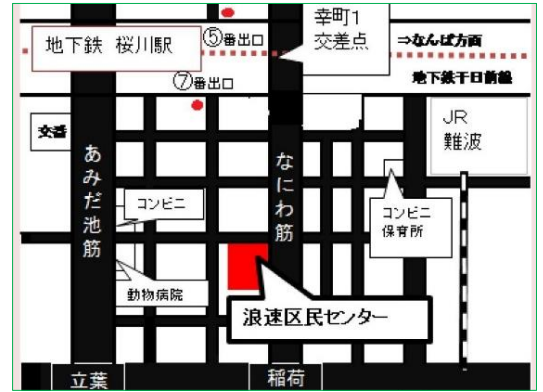 幸町1
交差点
地下鉄 桜川駅
⑤番出口
⇒なんば方面
⑦番出口
地下鉄千日前線
JR
難波
交番
あみだ池筋
なにわ筋
コンビニ
コンビニ
保育所
動物病院
浪速区民センター
立葉
稲荷